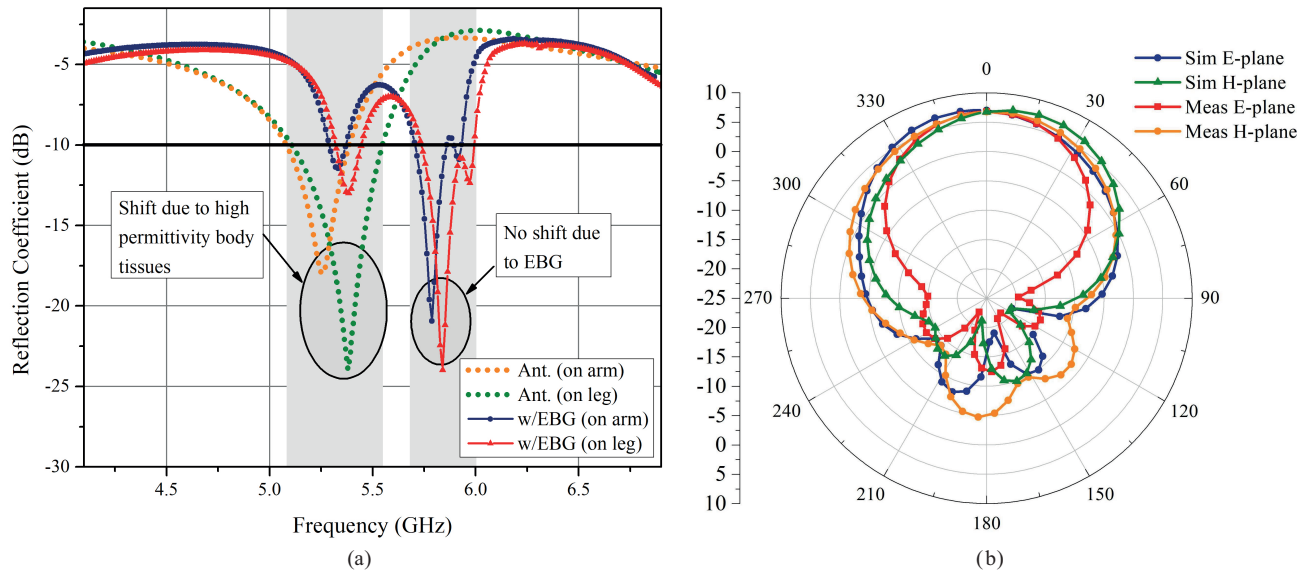 -5
-10
-15
-20
-25
-30
Reflection Coefficient (dB)
4.5
5.0
5.5
6.0
6.5
Frequency (GHz)
Shift due to high
permittivity body
tissues
No shift due
to EBG
Ant. (on arm)
Ant. (on leg)
w/EBG (on arm)
w/EBG (on leg)
(a)
Sim E-plane
Sim H-plane
Meas E-plane
Meas H-plane
10
5
0
-5
-10
-15
-20
-25
-20
-15
-10
-5
0
5
10
0
30
60
90
120
150
180
210
240
270
300
330
(b)